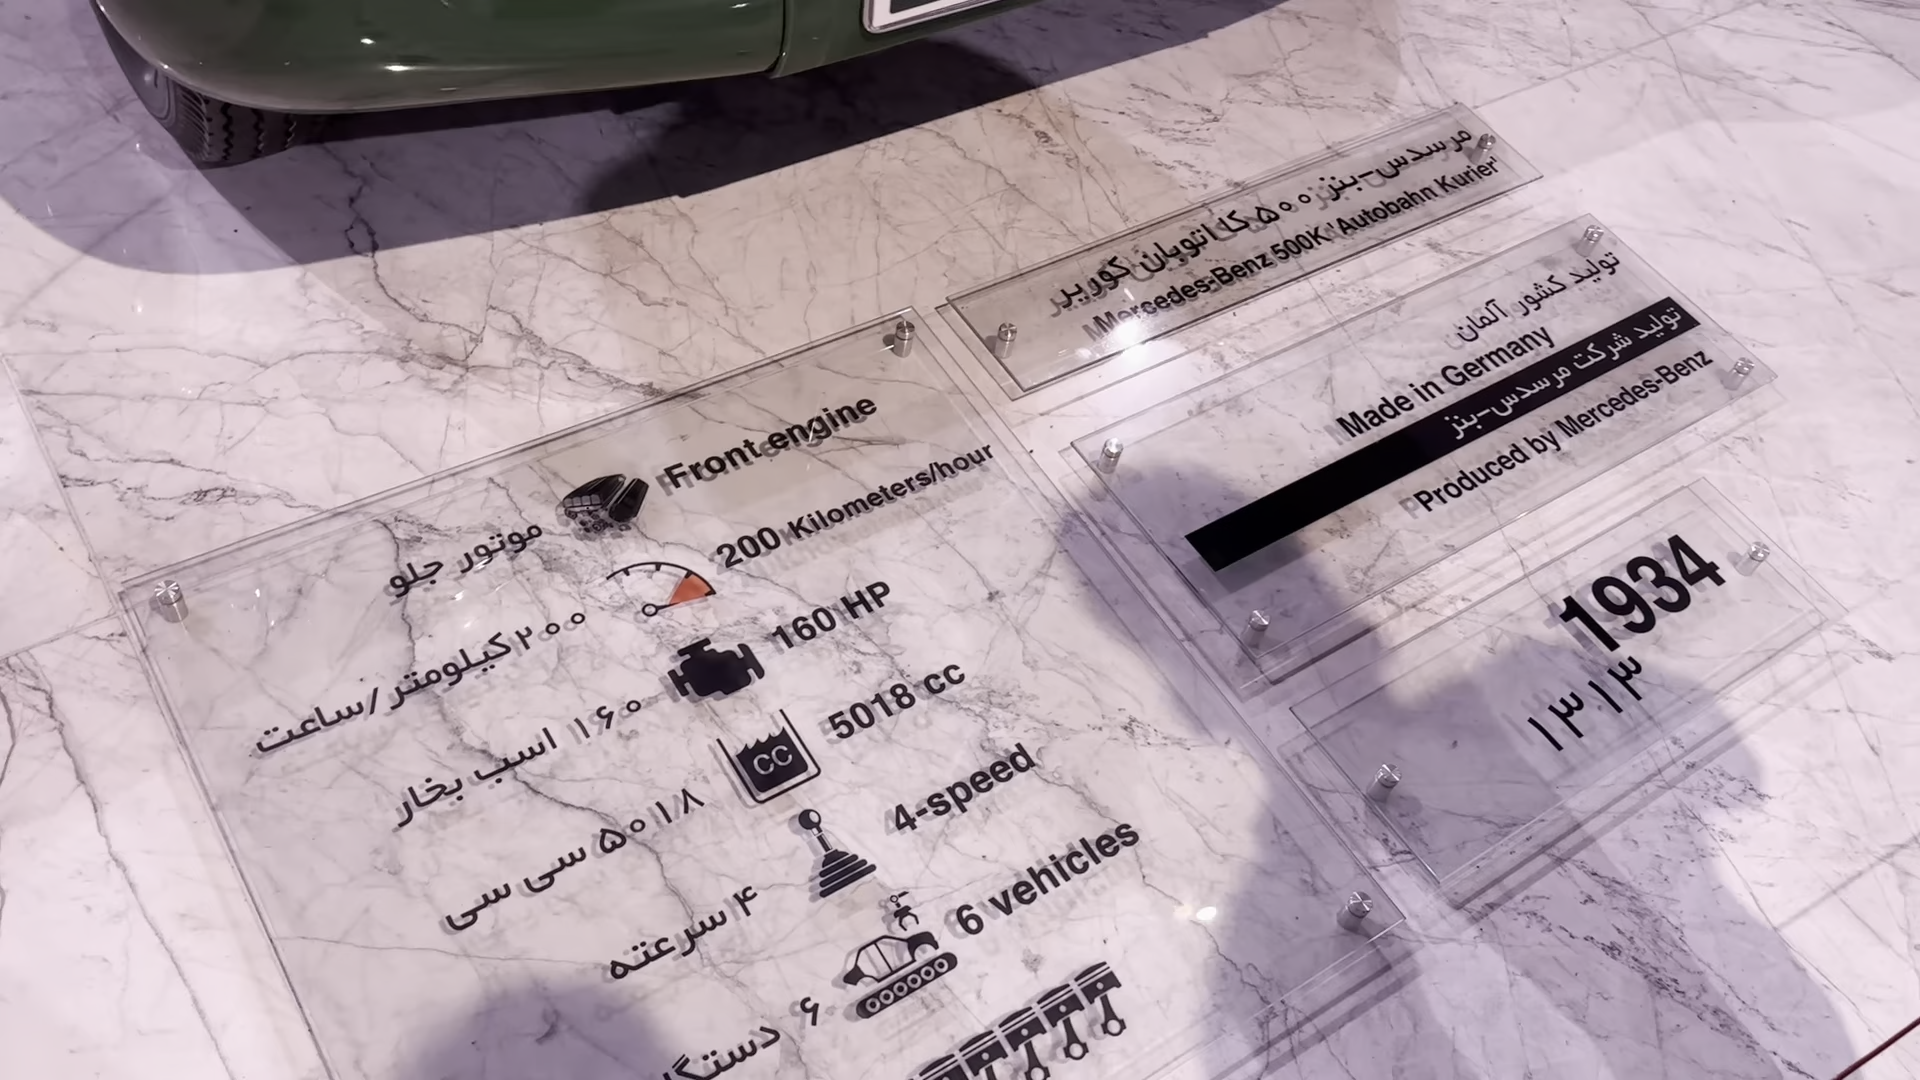 مرسدس-بنز ۵۰۰ کا اتوبان کوریر
Mercedes-Benz 500K 'Autobahn Kurier'
تولید کشور آلمان
Made in Germany
تولید شرکت مرسدس-بنز
Produced by Mercedes-Benz
1934
۱۳۱۳
Front engine
موتور جلو
200 Kilometers/hour
۲۰۰ کیلومتر/ساعت
160 HP
۱۶۰ اسب بخار
5018 cc
CC
۵۰۱۸ سی سی
4-speed
۴ سرعته
6 vehicles
۶